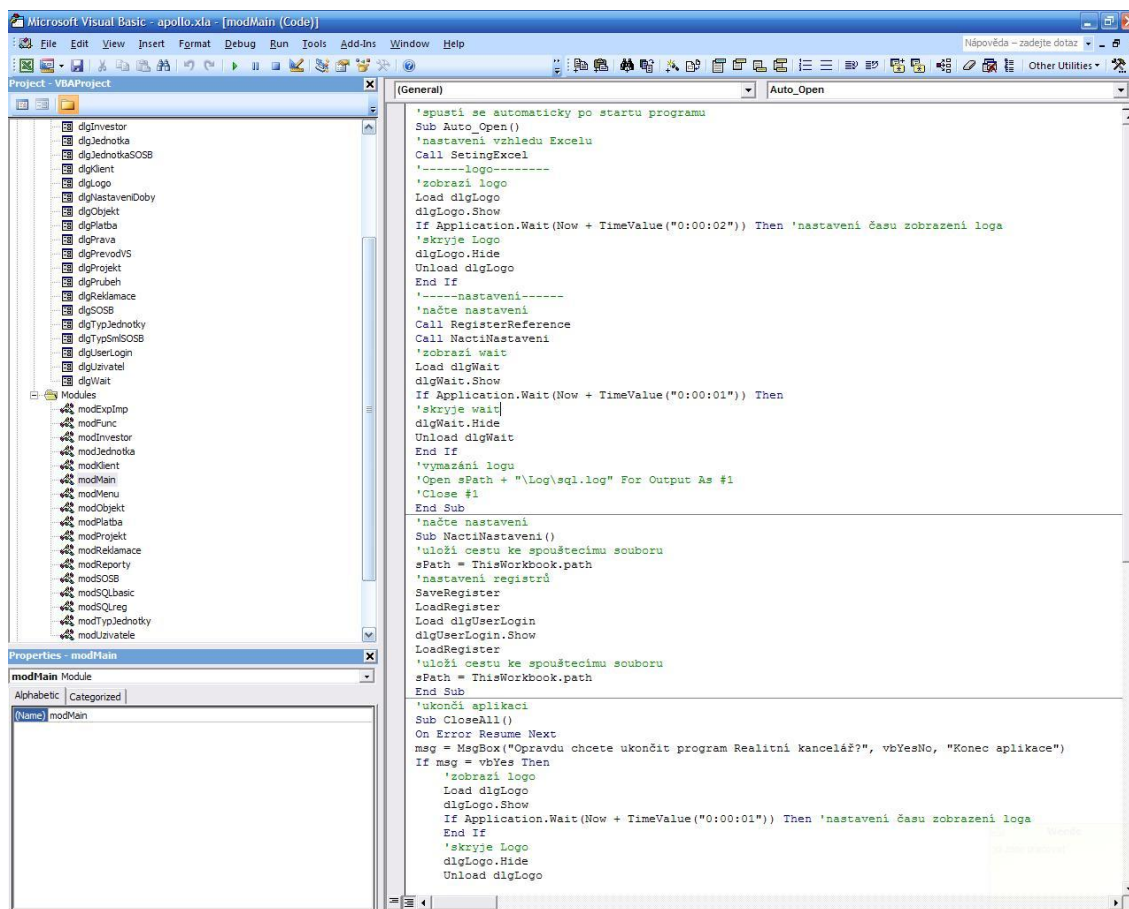 Microsoft Visual Basic - apollo.xla - [modMain (Code)]
File Edit View Insert Format Debug Run Tools Add-Ins Window Help
Nápověda – zadejte dotaz
Other Utilities
Project - VBAProject
dlgInvestor
dlgJednotka
dlgJednotkaSOSB
dlgKlient
dlgLogo
dlgNastaveniDoby
dlgObjekt
dlgPlatba
dlgPrava
dlgPrevodVS
dlgProjekt
dlgPrubeh
dlgReklamace
dlgSOSB
dlgTypJednotky
dlgTypSmlSOSB
dlgUserLogin
dlgUzivatel
dlgWait
Modules
modExpImp
modFunc
modInvestor
modJednotka
modKlient
modMain
modMenu
modObjekt
modPlatba
modProjekt
modReklamace
modReporty
modSOSB
modSQLbasic
modSQLreg
modTypJednotky
modUzivatele
Properties - modMain
modMain Module
Alphabetic Categorized
(Name) modMain
(General) Auto_Open
'spustí se automaticky po startu programu
Sub Auto_Open()
'nastavení vzhledu Excelu
Call SetingExcel
'------logo--------
'zobrazí logo
Load dlgLogo
dlgLogo.Show
If Application.Wait(Now + TimeValue("0:00:02")) Then 'nastavení času zobrazení loga
'skryje Logo
dlgLogo.Hide
Unload dlgLogo
End If
'-----nastavení------
'načte nastavení
Call RegisterReference
Call NactiNastaveni
'zobrazí wait
Load dlgWait
dlgWait.Show
If Application.Wait(Now + TimeValue("0:00:01")) Then
'skryje wait
dlgWait.Hide
Unload dlgWait
End If
'vymazání logu
'Open sPath + "\Log\sql.log" For Output As #1
'Close #1
End Sub
'načte nastavení
Sub NactiNastaveni()
'uloží cestu ke spouštecímu souboru
sPath = ThisWorkbook.path
'nastavení registrů
SaveRegister
LoadRegister
Load dlgUserLogin
dlgUserLogin.Show
LoadRegister
'uloží cestu ke spouštecímu souboru
sPath = ThisWorkbook.path
End Sub
'ukončí aplikaci
Sub CloseAll()
On Error Resume Next
msg = MsgBox("Opravdu chcete ukončit program Realitní kancelář?", vbYesNo, "Konec aplikace")
If msg = vbYes Then
'zobrazí logo
Load dlgLogo
dlgLogo.Show
If Application.Wait(Now + TimeValue("0:00:01")) Then 'nastavení času zobrazení loga
End If
'skryje Logo
dlgLogo.Hide
Unload dlgLogo